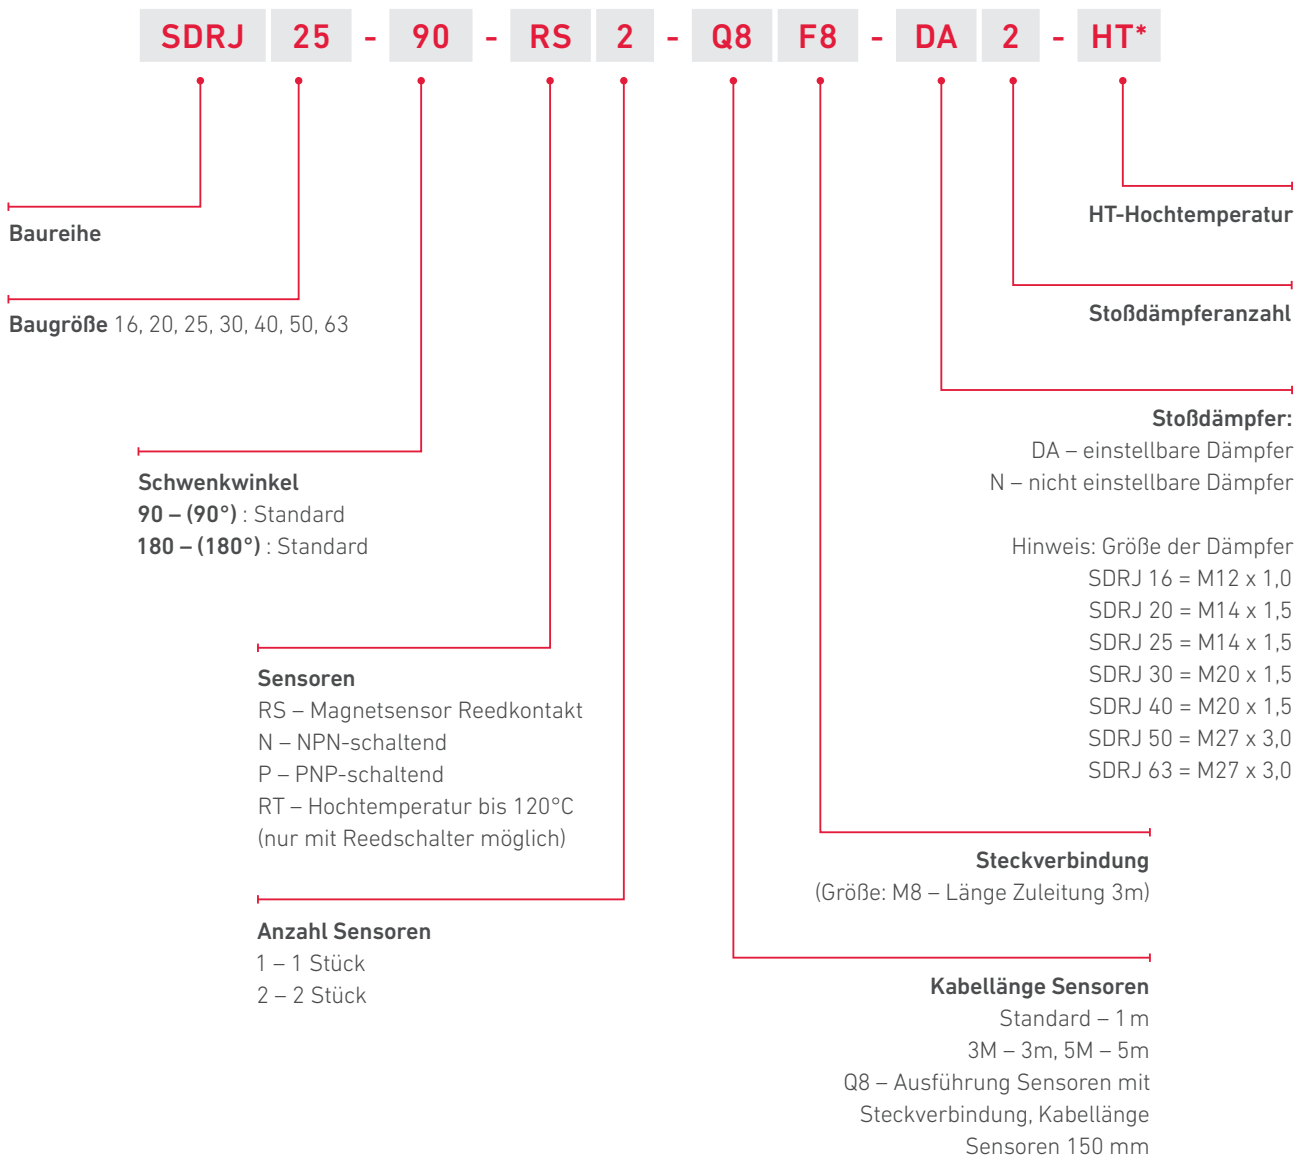 SDRJ 25 - 90 - RS 2 - Q8 F8 - DA 2 - HT*
Baureihe
Baugröße 16, 20, 25, 30, 40, 50, 63
Schwenkwinkel
90 – (90°) : Standard
180 – (180°) : Standard
Sensoren
RS – Magnetsensor Reedkontakt
N – NPN-schaltend
P – PNP-schaltend
RT – Hochtemperatur bis 120°C
(nur mit Reedschalter möglich)
Anzahl Sensoren
1 – 1 Stück
2 – 2 Stück
HT-Hochtemperatur
Stoßdämpferanzahl
Stoßdämpfer:
DA – einstellbare Dämpfer
N – nicht einstellbare Dämpfer
Hinweis: Größe der Dämpfer
SDRJ 16 = M12 x 1,0
SDRJ 20 = M14 x 1,5
SDRJ 25 = M14 x 1,5
SDRJ 30 = M20 x 1,5
SDRJ 40 = M20 x 1,5
SDRJ 50 = M27 x 3,0
SDRJ 63 = M27 x 3,0
Steckverbindung
(Größe: M8 – Länge Zuleitung 3m)
Kabellänge Sensoren
Standard – 1 m
3M – 3m, 5M – 5m
Q8 – Ausführung Sensoren mit
Steckverbindung, Kabellänge
Sensoren 150 mm